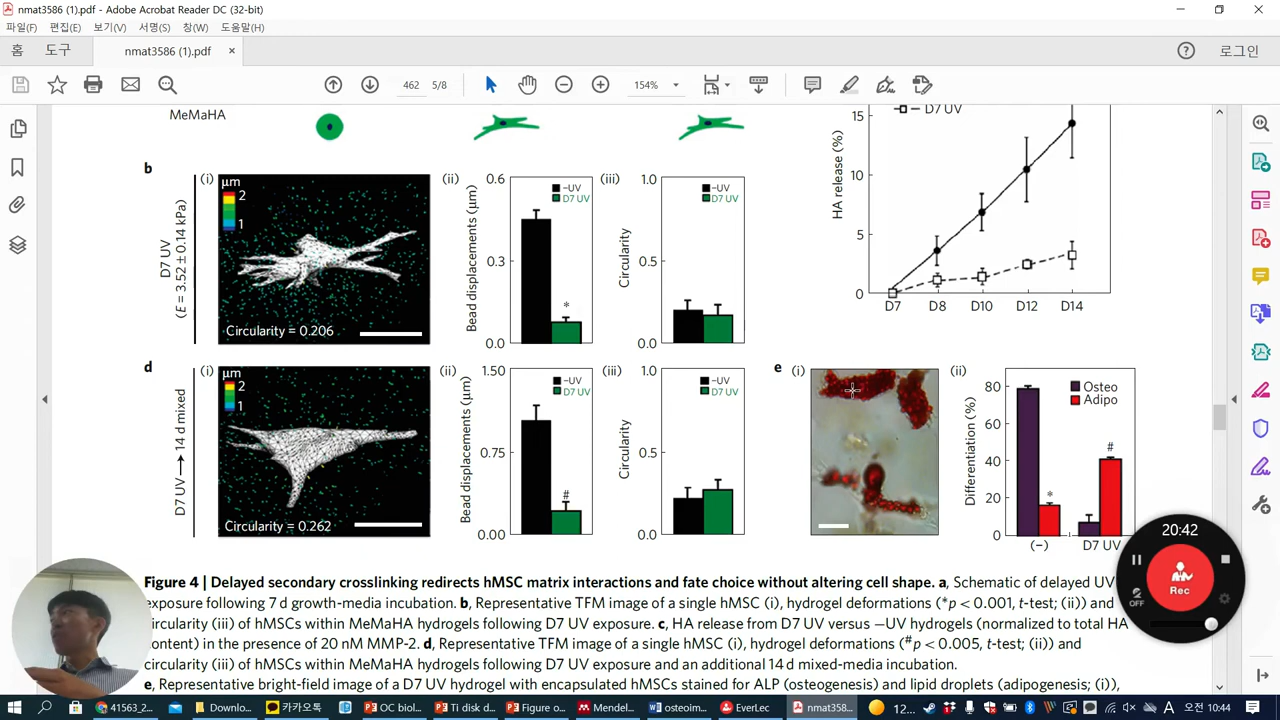 nmat3586 (1).pdf - Adobe Acrobat Reader DC (32-bit)
파일(F) 편집(E) 보기(V) 서명(S) 창(W) 도움말(H)
홈 도구 nmat3586 (1).pdf × 로그인
462 5/8 154%
MeMaHA
D7 UV
15
10
5
0
HA release (%)
D7 D8 D10 D12 D14
b
D7 UV
(E = 3.52 ± 0.14 kPa)
(i)
μm
2
1
Circularity = 0.206
(ii)
Bead displacements (μm)
0.6
0.3
0.0
–UV
D7 UV
*
(iii)
Circularity
1.0
0.5
0.0
–UV
D7 UV
d
D7 UV → 14 d mixed
(i)
μm
2
1
Circularity = 0.262
(ii)
Bead displacements (μm)
1.50
0.75
0.00
–UV
D7 UV
#
(iii)
Circularity
1.0
0.5
0.0
–UV
D7 UV
e
(i)
(ii)
Differentiation (%)
80
60
40
20
0
Osteo
Adipo
*
#
(–) D7 UV
20:42
OFF
Rec
Figure 4 | Delayed secondary crosslinking redirects hMSC matrix interactions and fate choice without altering cell shape. a, Schematic of delayed UV
exposure following 7 d growth-media incubation. b, Representative TFM image of a single hMSC (i), hydrogel deformations (*p < 0.001, t-test; (ii)) and
circularity (iii) of hMSCs within MeMaHA hydrogels following D7 UV exposure. c, HA release from D7 UV versus −UV hydrogels (normalized to total HA
content) in the presence of 20 nM MMP-2. d, Representative TFM image of a single hMSC (i), hydrogel deformations (#p < 0.005, t-test; (ii)) and
circularity (iii) of hMSCs within MeMaHA hydrogels following D7 UV exposure and an additional 14 d mixed-media incubation.
e, Representative bright-field image of a D7 UV hydrogel with encapsulated hMSCs stained for ALP (osteogenesis) and lipid droplets (adipogenesis; (i)),
41563_2... Downlo... 카카오톡 OC biol... Ti disk d... Figure o... Mendel... osteoim... EverLec nmat358... 12... A 오전 10:44